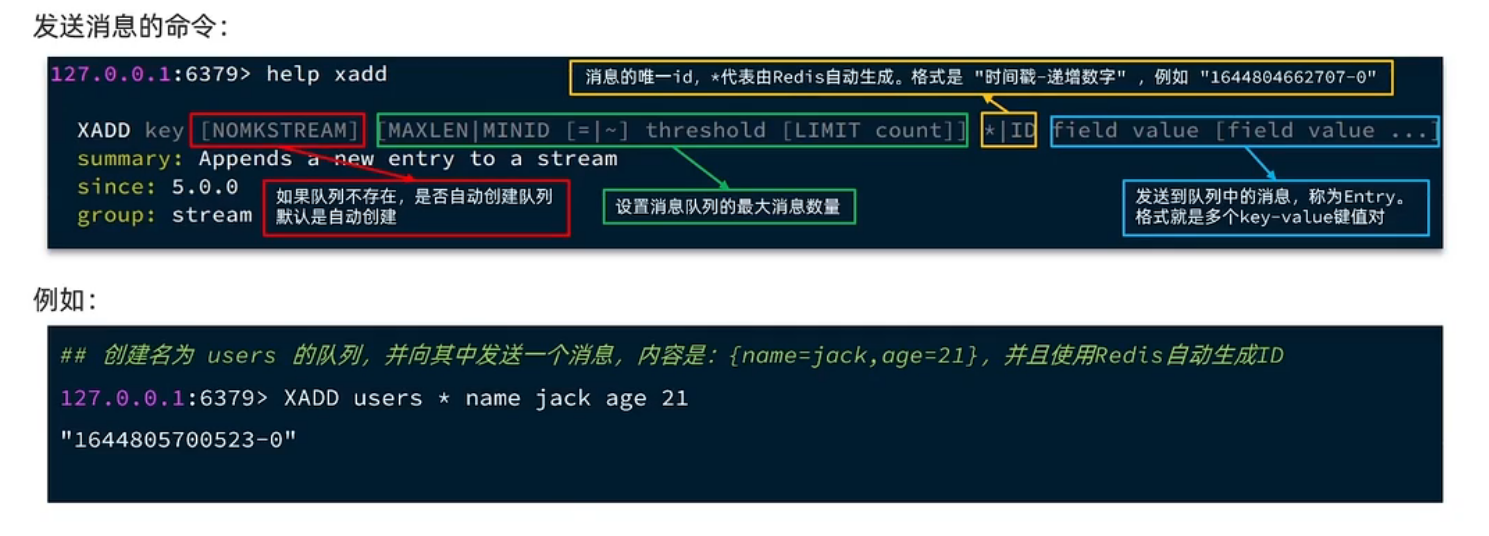 发送消息的命令：
127.0.0.1:6379> help xadd
消息的唯一id，*代表由Redis自动生成。格式是 "时间戳-递增数字" ，例如 "1644804662707-0"
XADD key [NOMKSTREAM] [MAXLEN|MINID [=|~] threshold [LIMIT count]] *|ID field value [field value ...]
summary: Appends a new entry to a stream
since: 5.0.0
group: stream
如果队列不存在，是否自动创建队列
默认是自动创建
设置消息队列的最大消息数量
发送到队列中的消息，称为Entry。
格式就是多个key-value键值对
例如：
## 创建名为 users 的队列，并向其中发送一个消息，内容是：{name=jack,age=21}，并且使用Redis自动生成ID
127.0.0.1:6379> XADD users * name jack age 21
"1644805700523-0"